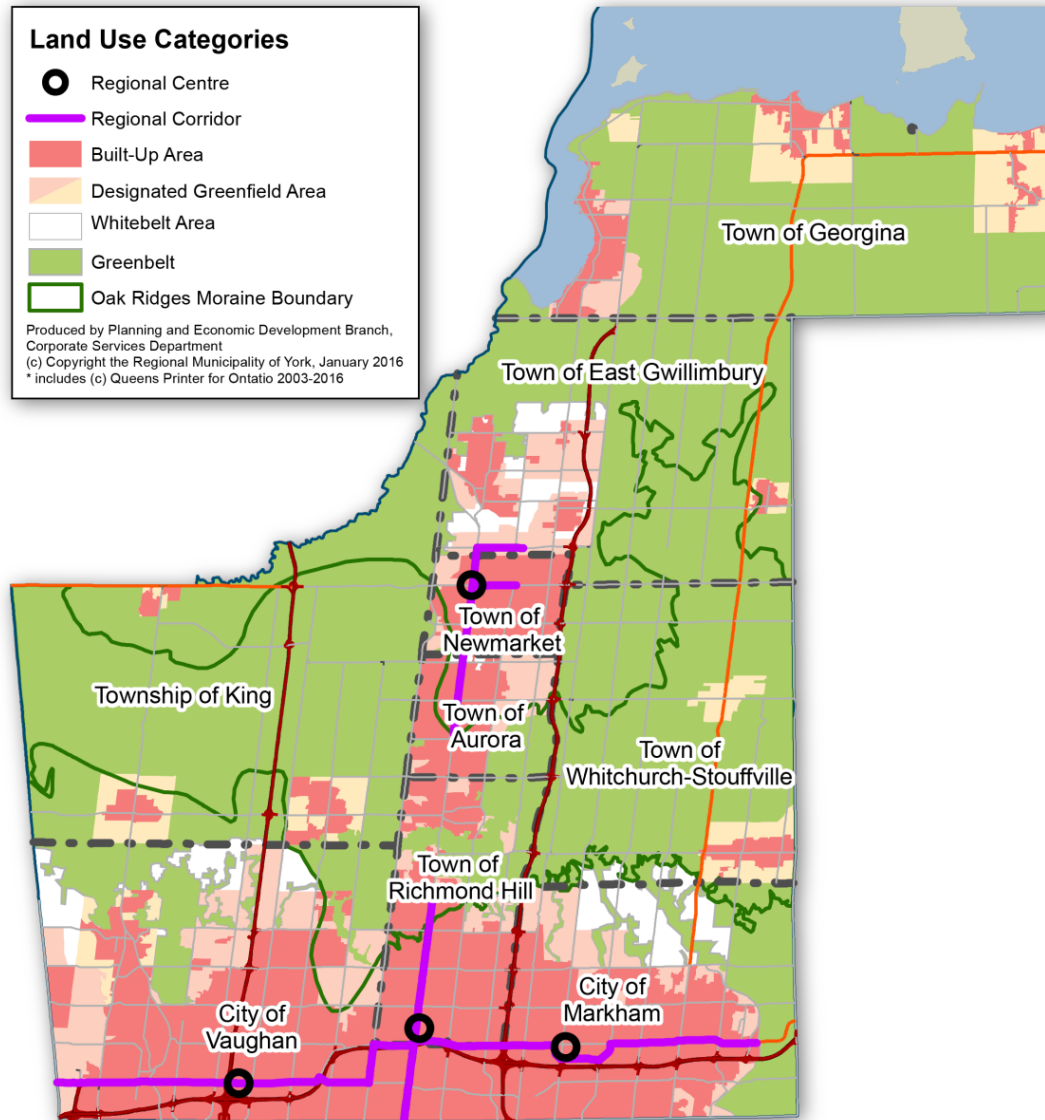 Land Use Categories
Regional Centre
Regional Corridor
Built-Up Area
Designated Greenfield Area
Whitebelt Area
Greenbelt
Oak Ridges Moraine Boundary
Produced by Planning and Economic Development Branch,
Corporate Services Department
(c) Copyright the Regional Municipality of York, January 2016
* includes (c) Queens Printer for Ontatio 2003-2016
Town of Georgina
Town of East Gwillimbury
Town of
Newmarket
Township of King
Town of
Aurora
Town of
Whitchurch-Stouffville
Town of
Richmond Hill
City of
Vaughan
City of
Markham